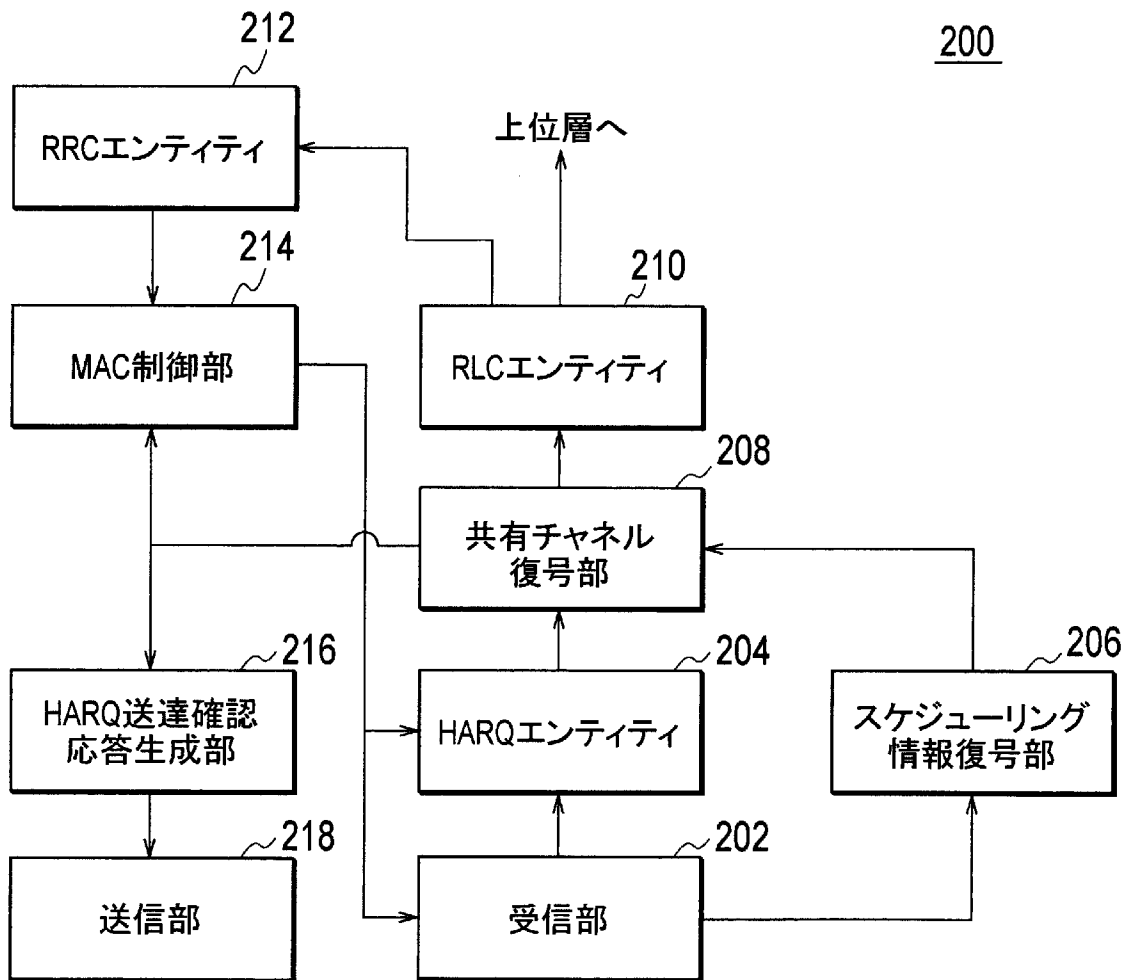 200
212
RRCエンティティ
上位層へ
214
MAC制御部
210
RLCエンティティ
208
共有チャネル
復号部
216
HARQ送達確認
応答生成部
204
HARQエンティティ
206
スケジューリング
情報復号部
218
送信部
202
受信部